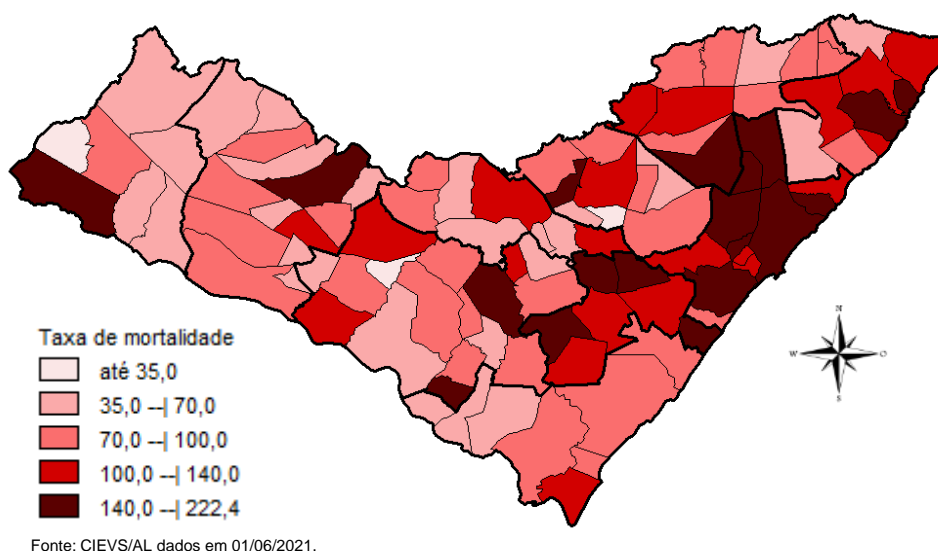 Taxa de mortalidade
até 35,0
35,0 --| 70,0
70,0 --| 100,0
100,0 --| 140,0
140,0 --| 222,4
N
W O
S
Fonte: CIEVS/AL dados em 01/06/2021.